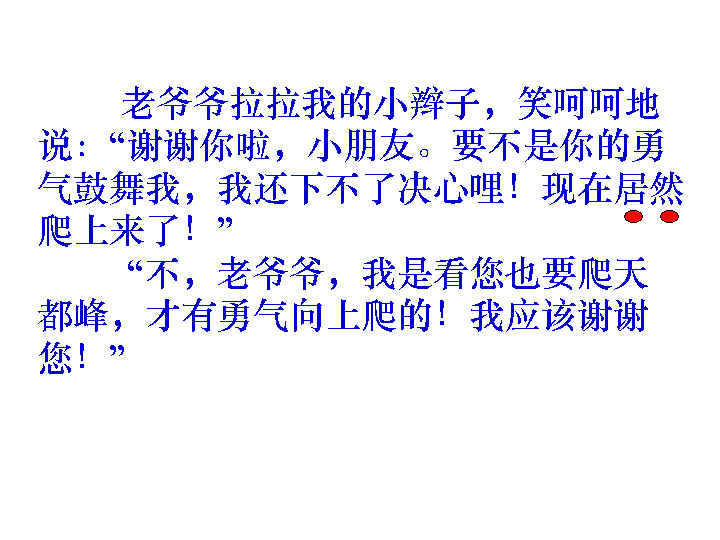 老爷爷拉拉我的小辫子，笑呵呵地
说：“谢谢你啦，小朋友。要不是你的勇
气鼓舞我，我还下不了决心哩！现在居然
爬上来了！”
“不，老爷爷，我是看您也要爬天
都峰，才有勇气向上爬的！我应该谢谢
您！”